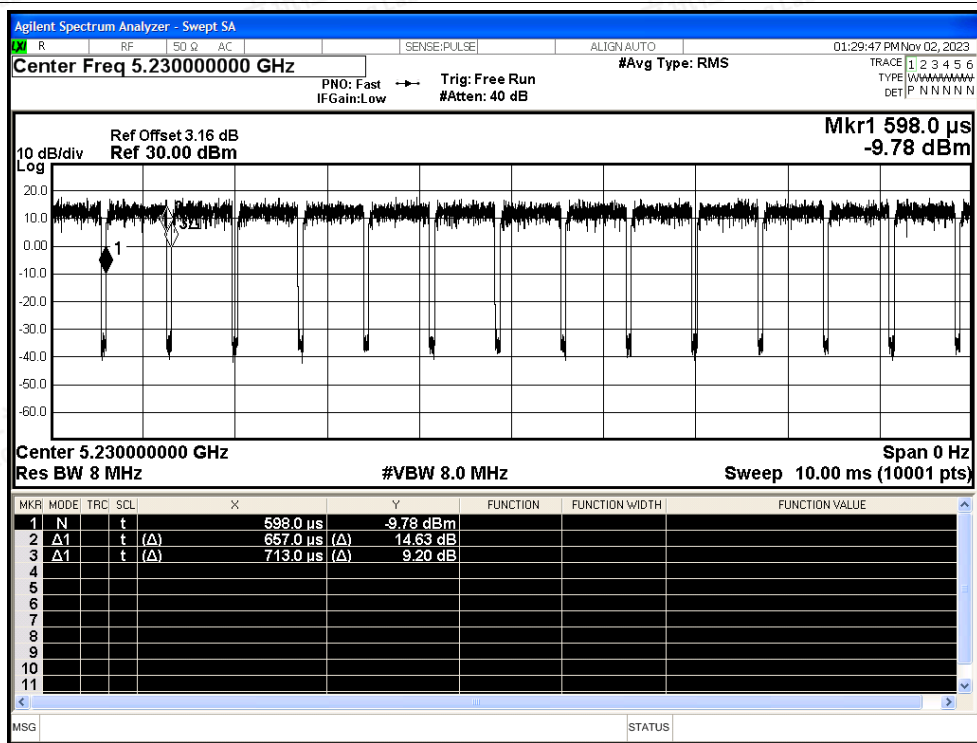 Agilent Spectrum Analyzer - Swept SA
LXI R RF 50 Ω AC SENSE:PULSE ALIGN AUTO 01:29:47 PM Nov 02, 2023
Center Freq 5.230000000 GHz #Avg Type: RMS TRACE 1 2 3 4 5 6
PNO: Fast Trig: Free Run TYPE WWWWWW
IFGain:Low #Atten: 40 dB DET P N N N N N
Mkr1 598.0 µs
Ref Offset 3.16 dB
10 dB/div Ref 30.00 dBm -9.78 dBm
Log
20.0
10.0
3Δ1
0.00
1
-10.0
-20.0
-30.0
-40.0
-50.0
-60.0
Center 5.230000000 GHz Span 0 Hz
Res BW 8 MHz #VBW 8.0 MHz Sweep 10.00 ms (10001 pts)
MKR MODE TRC SCL X Y FUNCTION FUNCTION WIDTH FUNCTION VALUE
1 N t 598.0 µs -9.78 dBm
2 Δ1 t (Δ) 657.0 µs (Δ) 14.63 dB
3 Δ1 t (Δ) 713.0 µs (Δ) 9.20 dB
4
5
6
7
8
9
10
11
MSG STATUS